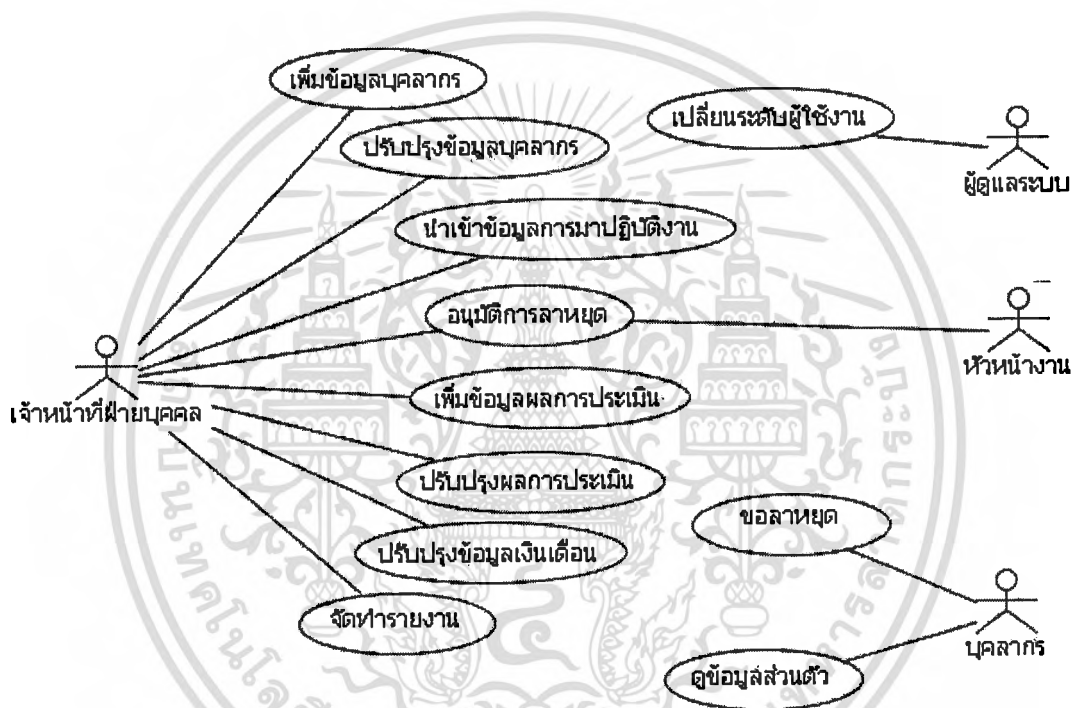 เพิ่มข้อมูลบุคลากร
เปลี่ยนระดับผู้ใช้งาน
ปรับปรุงข้อมูลบุคลากร
ผู้ดูแลระบบ
นำเข้าข้อมูลการมาปฏิบัติงาน
อนุมัติการลาหยุด
หัวหน้างาน
เจ้าหน้าที่ฝ่ายบุคคล
เพิ่มข้อมูลผลการประเมิน
ปรับปรุงผลการประเมิน
ขอลาหยุด
ปรับปรุงข้อมูลเงินเดือน
จัดทำรายงาน
บุคลากร
ดูข้อมูลส่วนตัว